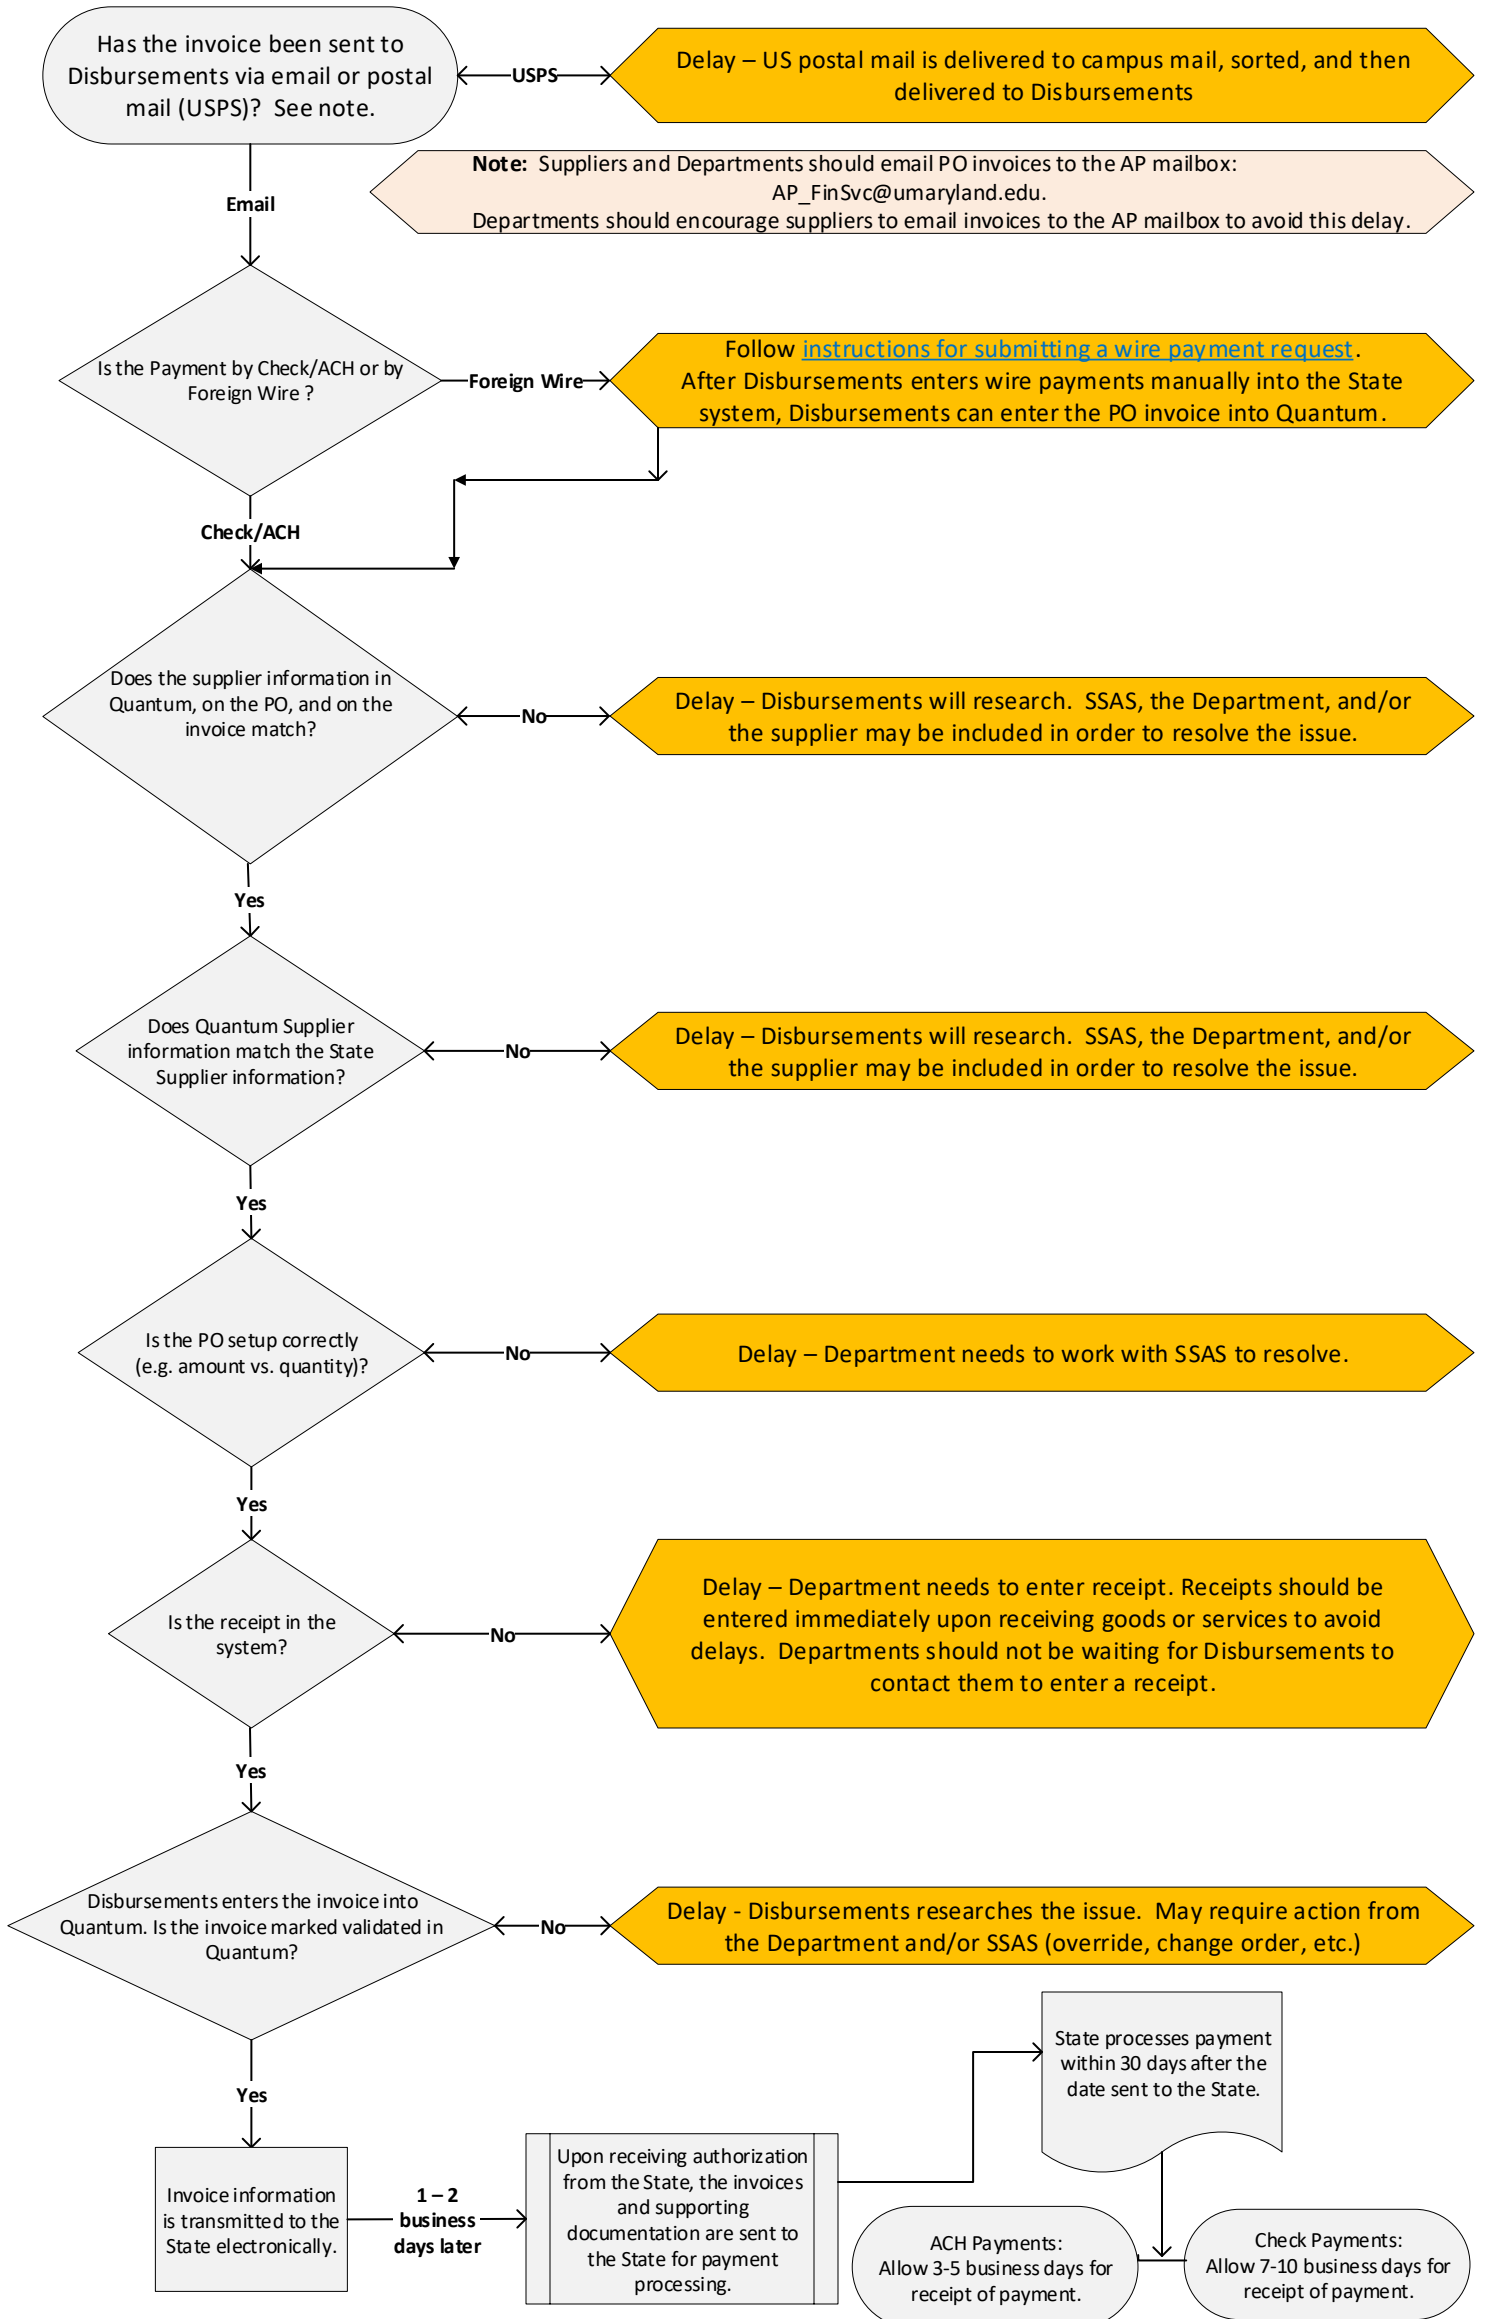 Has the invoice been sent to
Disbursements via email or postal
mail (USPS)?  See note.
USPS
Delay – US postal mail is delivered to campus mail, sorted, and then
delivered to Disbursements
Note:  Suppliers and Departments should email PO invoices to the AP mailbox:
AP_FinSvc@umaryland.edu.
Departments should encourage suppliers to email invoices to the AP mailbox to avoid this delay.
Email
Is the Payment by Check/ACH or by
Foreign Wire ?
Foreign Wire
Follow instructions for submitting a wire payment request.
After Disbursements enters wire payments manually into the State
system, Disbursements can enter the PO invoice into Quantum.
Check/ACH
Does the supplier information in
Quantum, on the PO, and on the
invoice match?
No
Delay – Disbursements will research.  SSAS, the Department, and/or
the supplier may be included in order to resolve the issue.
Yes
Does Quantum Supplier
information match the State
Supplier information?
No
Delay – Disbursements will research.  SSAS, the Department, and/or
the supplier may be included in order to resolve the issue.
Yes
Is the PO setup correctly
(e.g. amount vs. quantity)?
No
Delay – Department needs to work with SSAS to resolve.
Yes
Is the receipt in the
system?
No
Delay – Department needs to enter receipt. Receipts should be
entered immediately upon receiving goods or services to avoid
delays.  Departments should not be waiting for Disbursements to
contact them to enter a receipt.
Yes
Disbursements enters the invoice into
Quantum. Is the invoice marked validated in
Quantum?
No
Delay - Disbursements researches the issue.  May require action from
the Department and/or SSAS (override, change order, etc.)
Yes
Invoice information
is transmitted to the
State electronically.
1 – 2
business
days later
Upon receiving authorization
from the State, the invoices
and supporting
documentation are sent to
the State for payment
processing.
State processes payment
within 30 days after the
date sent to the State.
ACH Payments:
Allow 3-5 business days for
receipt of payment.
Check Payments:
Allow 7-10 business days for
receipt of payment.